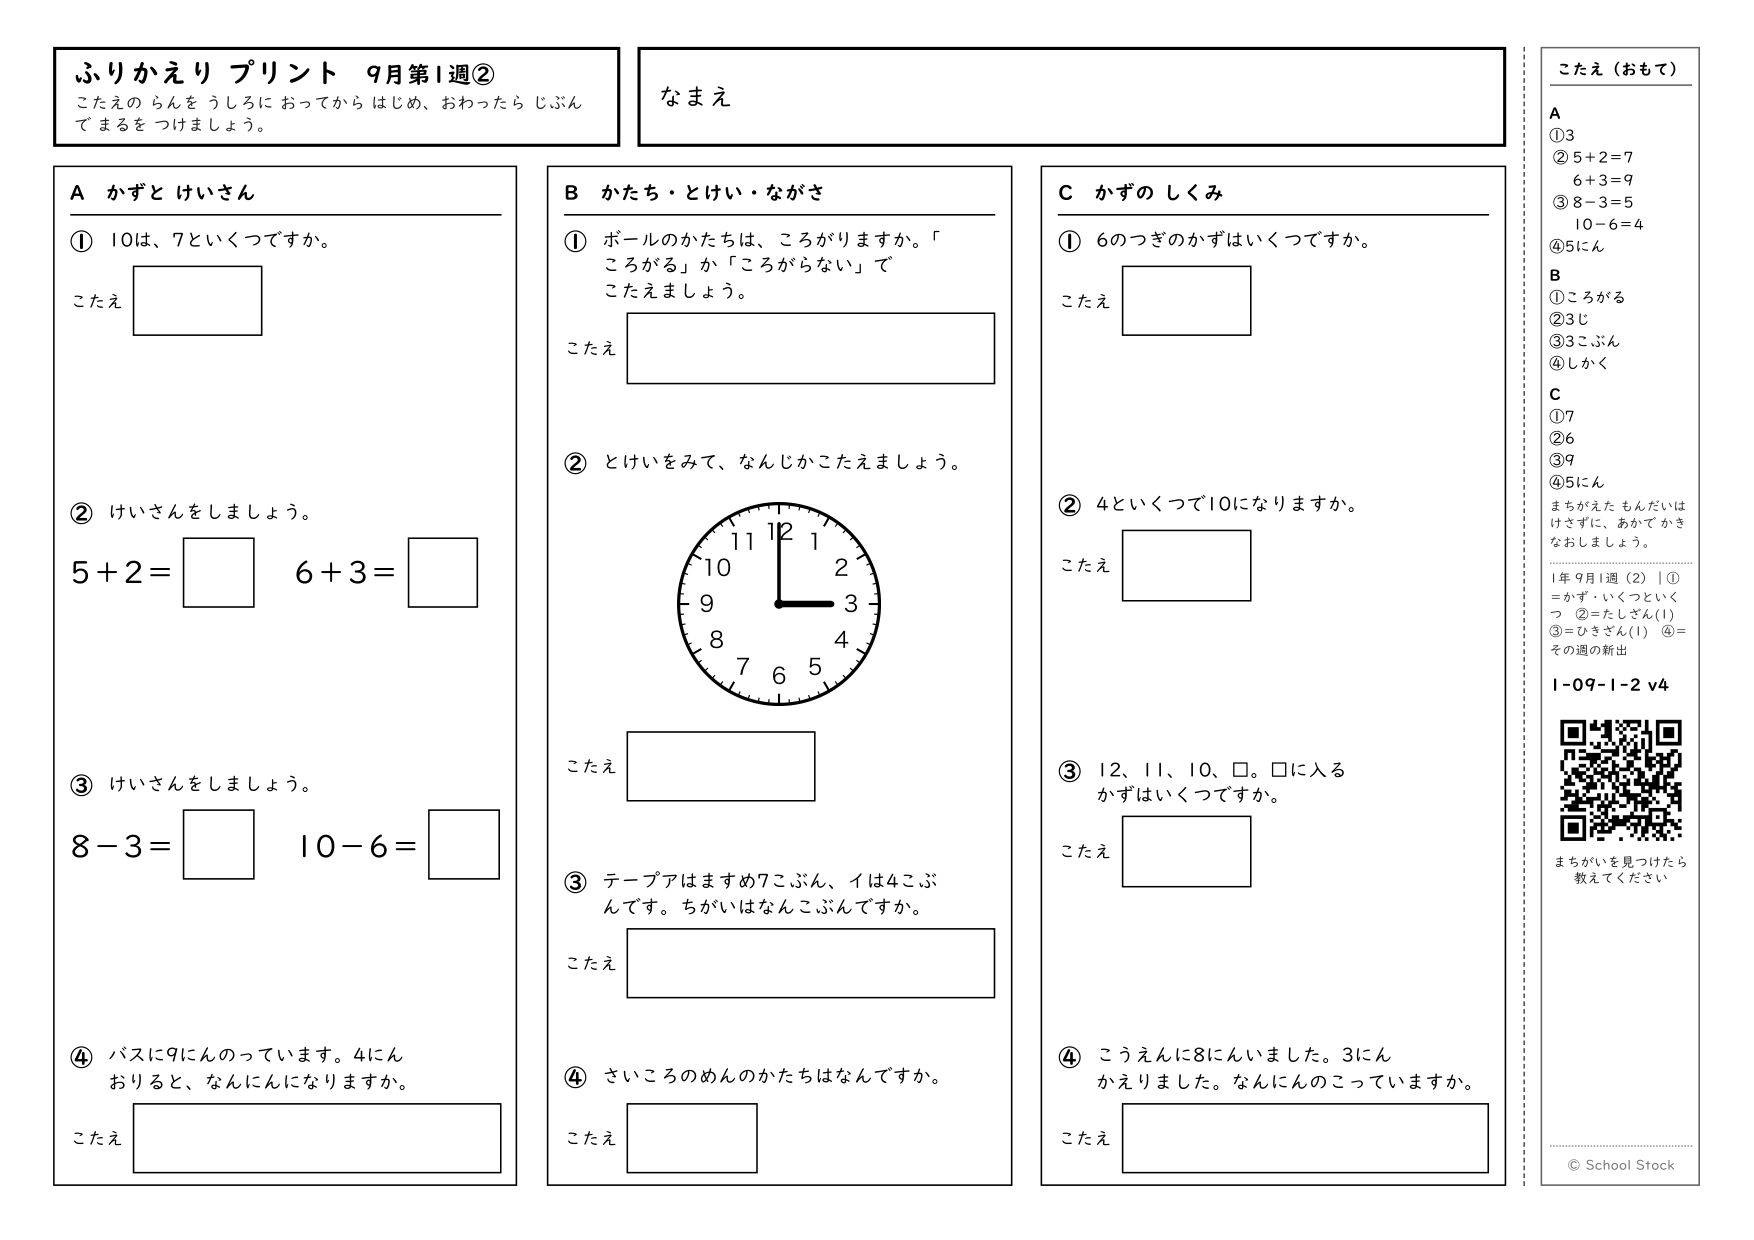 ふりかえり プリント　9月第1週②
こたえの らんを うしろに おってから はじめ、おわったら じぶん
で まるを つけましょう。
なまえ
A　かずと けいさん
① 10は、7といくつですか。
こたえ
② けいさんをしましょう。
5＋2＝　6＋3＝
③ けいさんをしましょう。
8－3＝　10－6＝
④ バスに9にんのっています。4にん
おりると、なんにんになりますか。
こたえ
B　かたち・とけい・ながさ
① ボールのかたちは、ころがりますか。「
ころがる」か「ころがらない」で
こたえましょう。
こたえ
② とけいをみて、なんじかこたえましょう。
12
11 1
10 2
9 3
8 4
7 5
6
こたえ
③ テープアはますめ7こぶん、イは4こぶ
んです。ちがいはなんこぶんですか。
こたえ
④ さいころのめんのかたちはなんですか。
こたえ
C　かずの しくみ
① 6のつぎのかずはいくつですか。
こたえ
② 4といくつで10になりますか。
こたえ
③ 12、11、10、□。□に入る
かずはいくつですか。
こたえ
④ こうえんに8にんいました。3にん
かえりました。なんにんのこっていますか。
こたえ
こたえ（おもて）
A
①3
② 5＋2＝7
6＋3＝9
③ 8－3＝5
10－6＝4
④5にん
B
①ころがる
②3じ
③3こぶん
④しかく
C
①7
②6
③9
④5にん
まちがえた もんだいは
けさずに、あかで かき
なおしましょう。
1年 9月1週（2）｜①
＝かず・いくつといく
つ　②＝たしざん(1)
③＝ひきざん(1)　④＝
その週の新出
1-09-1-2 v4
まちがいを見つけたら
教えてください
© School Stock